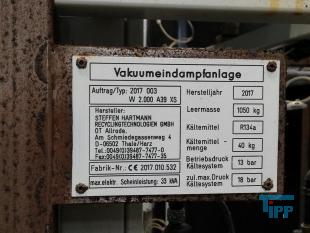 Vakuumeindampfanlage
Auftrag/Typ: 2017 003
W 2.000 A39 XS
Hersteller:
STEFFEN HARTMANN
RECYCLINGTECHNOLOGIEN GMBH
OT Allrode.
Am Schmiedegassenweg 4
D-06502 Thale/Harz
Tel.:0049(0)39487-7477-0
Fax:0049(0)39487-7477-35
Fabrik-Nr.: CE 2017.010.532
max.elektr. Scheinleistung: 33 kVA
Herstelljahr 2017
Leermasse 1050 kg
Kältemittel R134a
Kältemittel-
menge 40 kg
Betriebsdruck
Kältesystem 13 bar
zul.max.Druck
Kältesystem 18 bar
TIPP